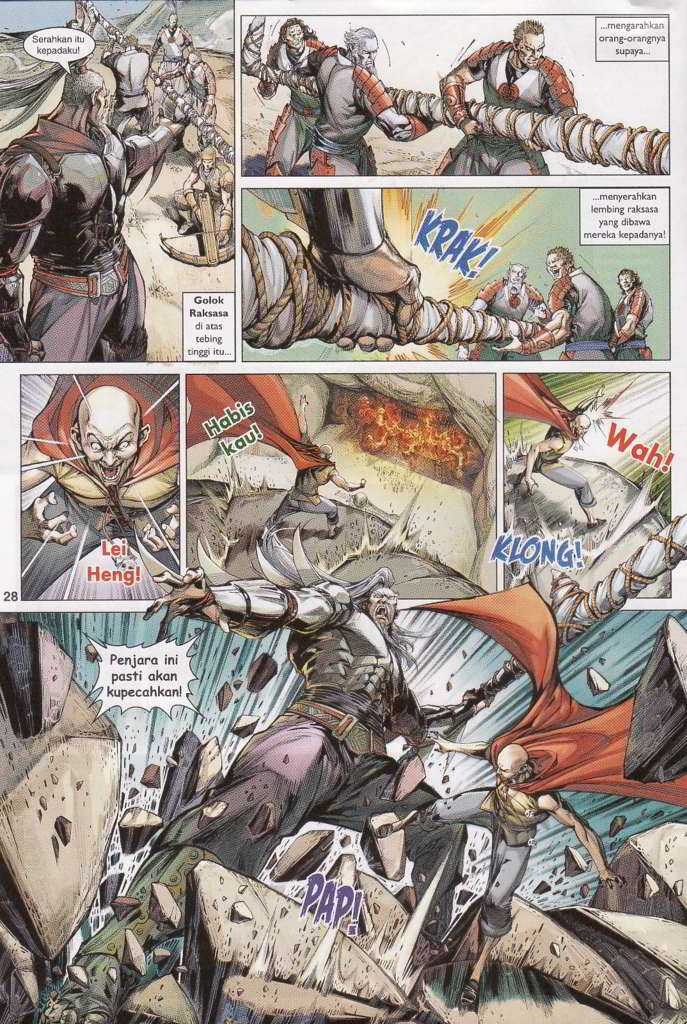 Serahkan itu
kepadaku!
Golok
Raksasa
di atas
tebing
tinggi itu...
...mengarahkan
orang-orangnya
supaya...
...menyerahkan
lembing raksasa
yang dibawa
mereka kepadanya!
KRAK!
Lei
Heng!
Habis
kau!
Wah!
KLONG!
28
Penjara ini
pasti akan
kupecahkan!
PAP!